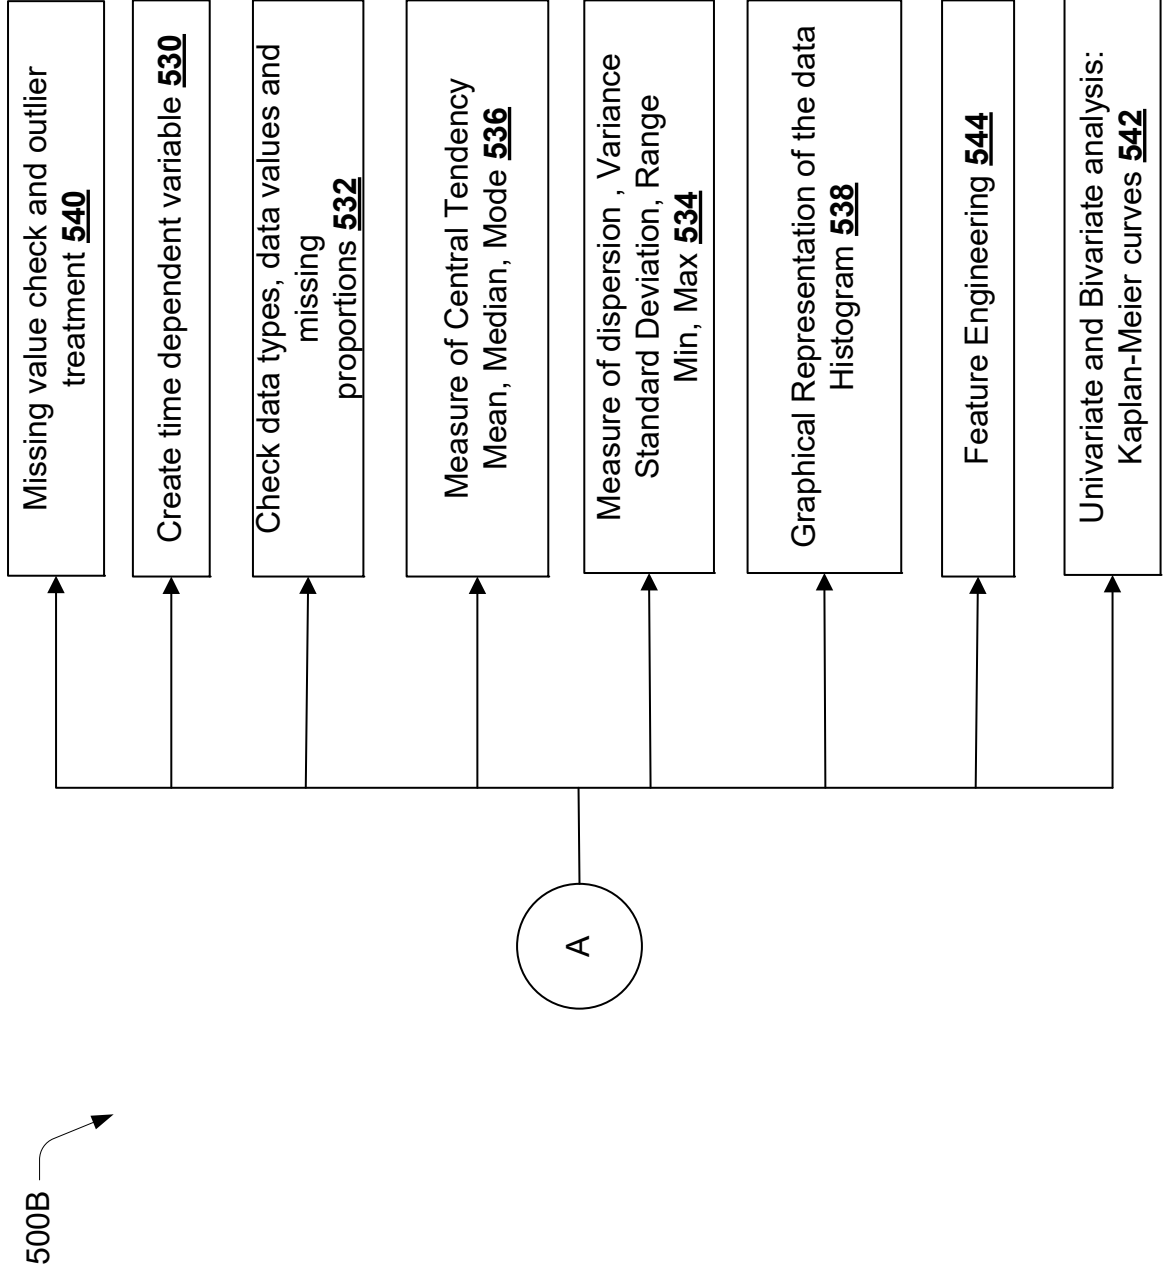 500B
A
Missing value check and outlier
treatment 540
Create time dependent variable 530
Check data types, data values and
missing
proportions 532
Measure of Central Tendency
Mean, Median, Mode 536
Measure of dispersion , Variance
Standard Deviation, Range
Min, Max 534
Graphical Representation of the data
Histogram 538
Feature Engineering 544
Univariate and Bivariate analysis:
Kaplan-Meier curves 542